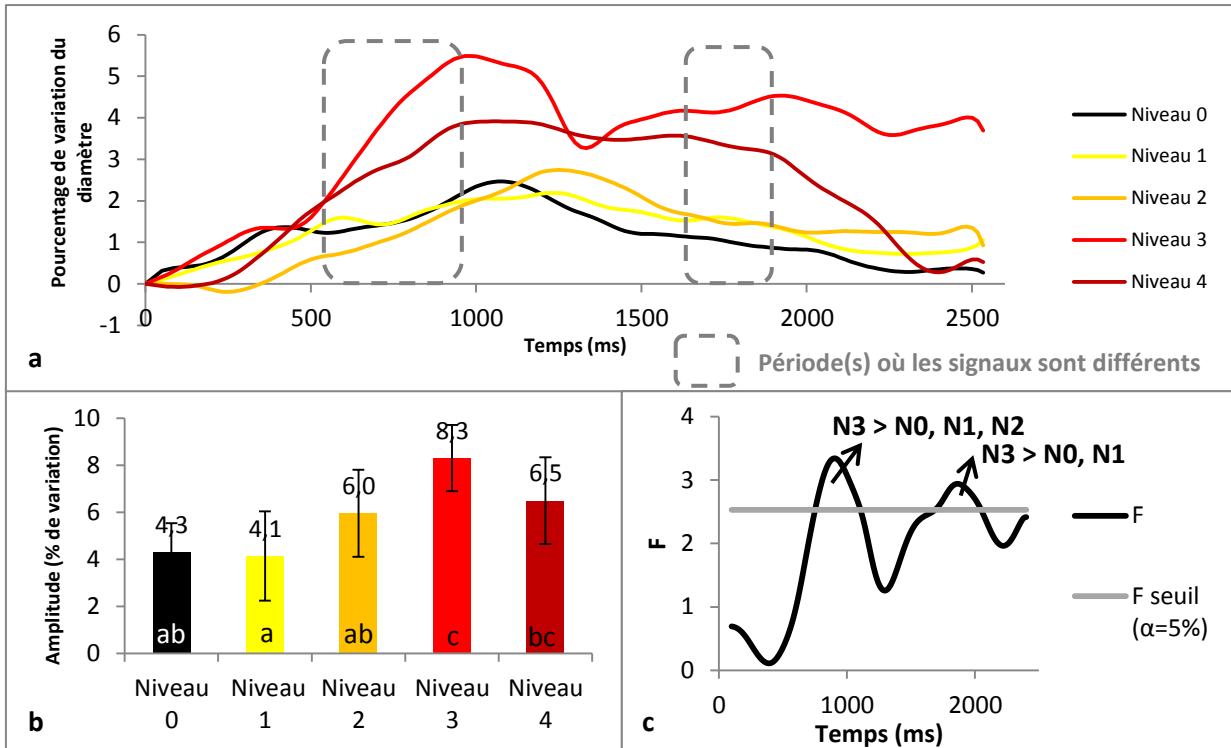 Pourcentage de variation du
diamètre
6
5
4
3
2
1
0
-1
0
500
1000
1500
2000
2500
Temps (ms)
Niveau 0
Niveau 1
Niveau 2
Niveau 3
Niveau 4
a
Période(s) où les signaux sont différents
Amplitude (% de variation)
10
8
6
4
2
0
4,3
4,1
6,0
8,3
6,5
ab
a
ab
c
bc
Niveau
0
Niveau
1
Niveau
2
Niveau
3
Niveau
4
b
F
4
3
2
1
0
N3 > N0, N1, N2
N3 > N0, N1
F
F seuil
(α=5%)
0
1000
2000
Temps (ms)
c